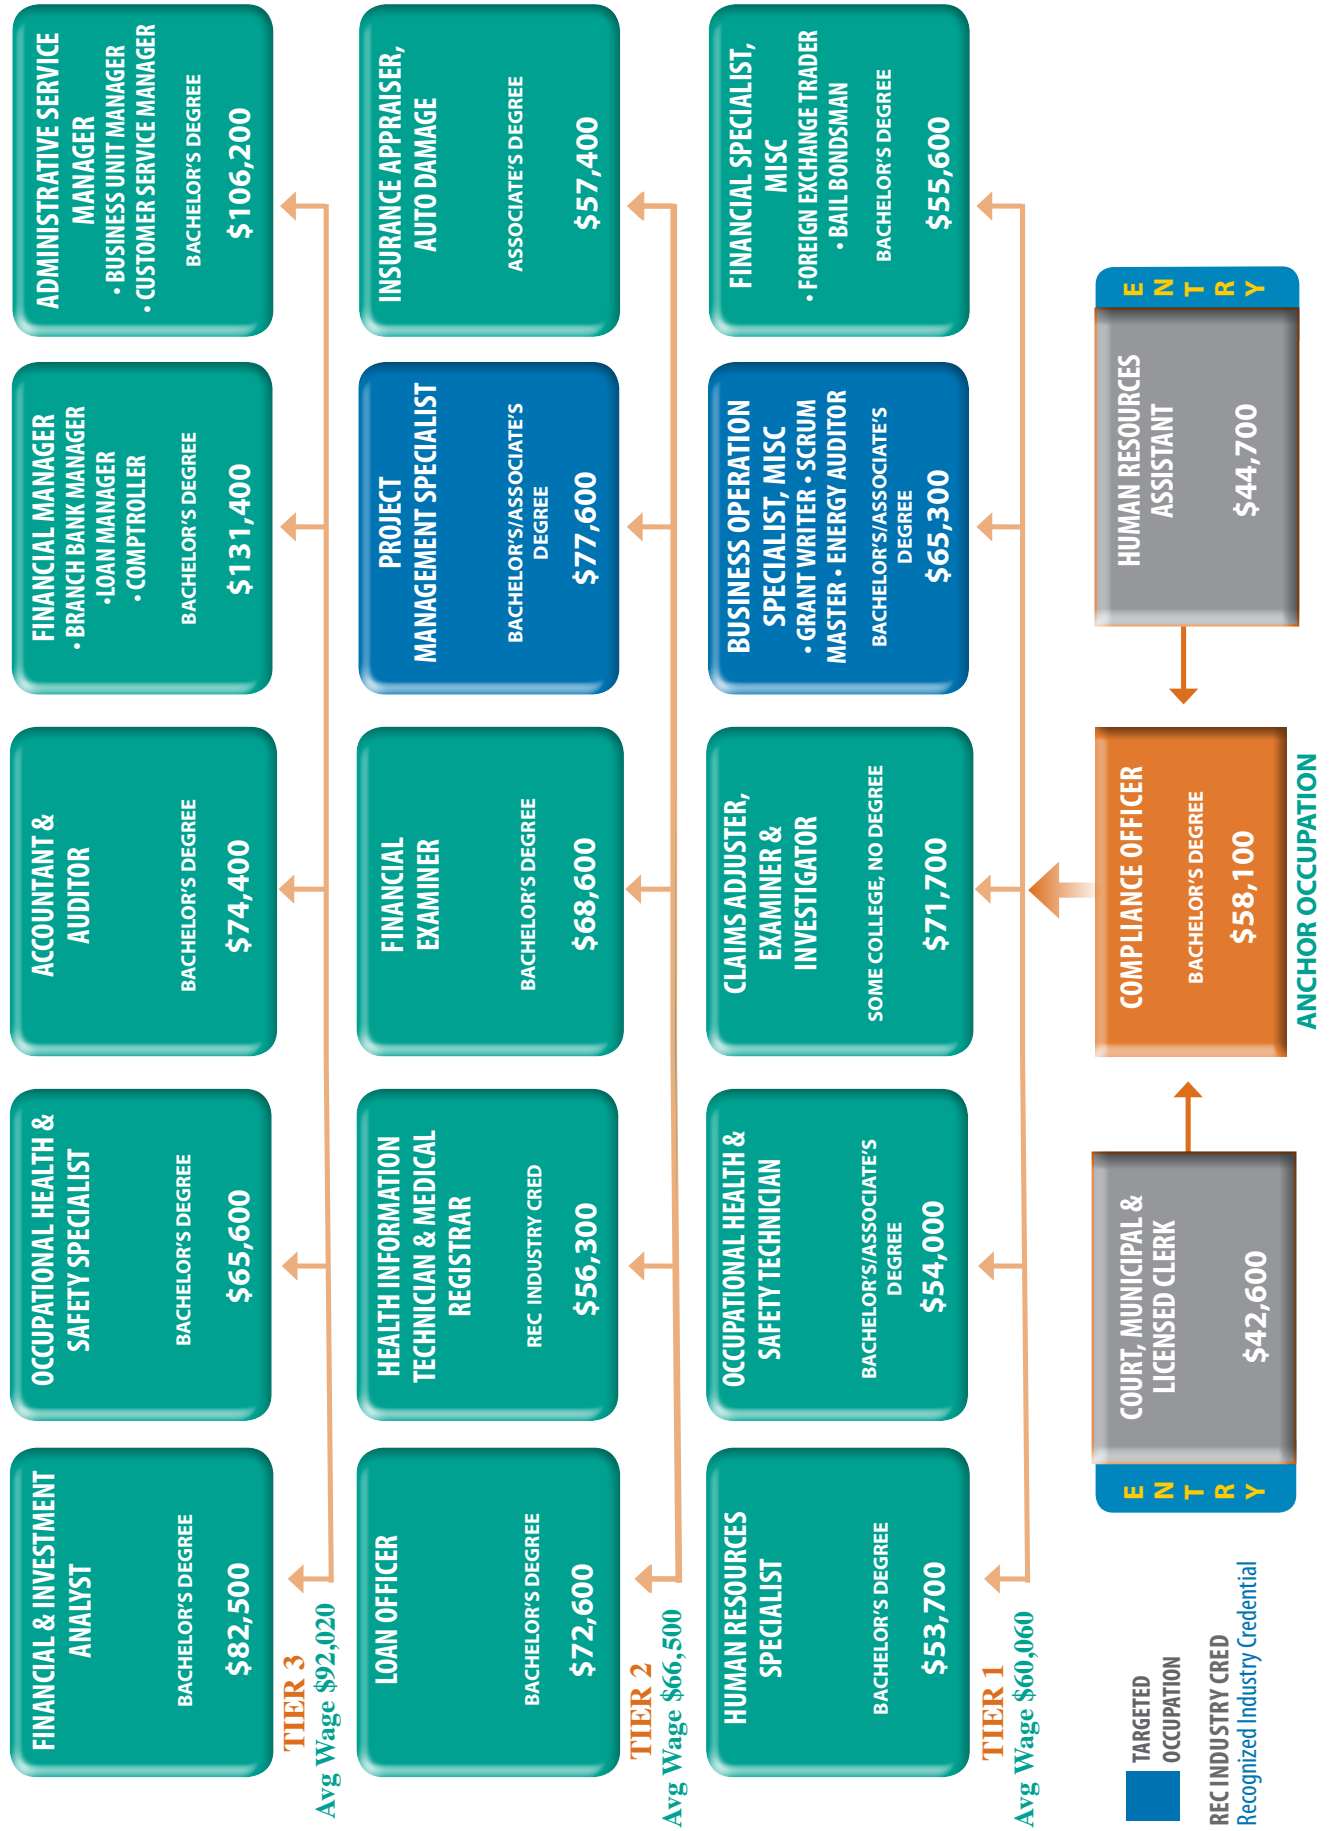 FINANCIAL & INVESTMENT
ANALYST
BACHELOR'S DEGREE
$82,500
OCCUPATIONAL HEALTH &
SAFETY SPECIALIST
BACHELOR'S DEGREE
$65,600
ACCOUNTANT &
AUDITOR
BACHELOR'S DEGREE
$74,400
FINANCIAL MANAGER
• BRANCH BANK MANAGER
•LOAN MANAGER
• COMPTROLLER
BACHELOR'S DEGREE
$131,400
ADMINISTRATIVE SERVICE
MANAGER
• BUSINESS UNIT MANAGER
• CUSTOMER SERVICE MANAGER
BACHELOR'S DEGREE
$106,200
TIER 3
Avg Wage $92,020
LOAN OFFICER
BACHELOR'S DEGREE
$72,600
HEALTH INFORMATION
TECHNICIAN & MEDICAL
REGISTRAR
REC INDUSTRY CRED
$56,300
FINANCIAL
EXAMINER
BACHELOR'S DEGREE
$68,600
PROJECT
MANAGEMENT SPECIALIST
BACHELOR'S/ASSOCIATE'S
DEGREE
$77,600
INSURANCE APPRAISER,
AUTO DAMAGE
ASSOCIATE'S DEGREE
$57,400
TIER 2
Avg Wage $66,500
HUMAN RESOURCES
SPECIALIST
BACHELOR'S DEGREE
$53,700
OCCUPATIONAL HEALTH &
SAFETY TECHNICIAN
BACHELOR'S/ASSOCIATE'S
DEGREE
$54,000
CLAIMS ADJUSTER,
EXAMINER &
INVESTIGATOR
SOME COLLEGE, NO DEGREE
$71,700
BUSINESS OPERATION
SPECIALIST, MISC
• GRANT WRITER • SCRUM
MASTER • ENERGY AUDITOR
BACHELOR'S/ASSOCIATE'S
DEGREE
$65,300
FINANCIAL SPECIALIST,
MISC
• FOREIGN EXCHANGE TRADER
• BAIL BONDSMAN
BACHELOR'S DEGREE
$55,600
TIER 1
Avg Wage $60,060
ENTRY
COURT, MUNICIPAL &
LICENSED CLERK
$42,600
COMPLIANCE OFFICER
BACHELOR'S DEGREE
$58,100
ANCHOR OCCUPATION
HUMAN RESOURCES
ASSISTANT
$44,700
ENTRY
TARGETED
OCCUPATION
REC INDUSTRY CRED
Recognized Industry Credential